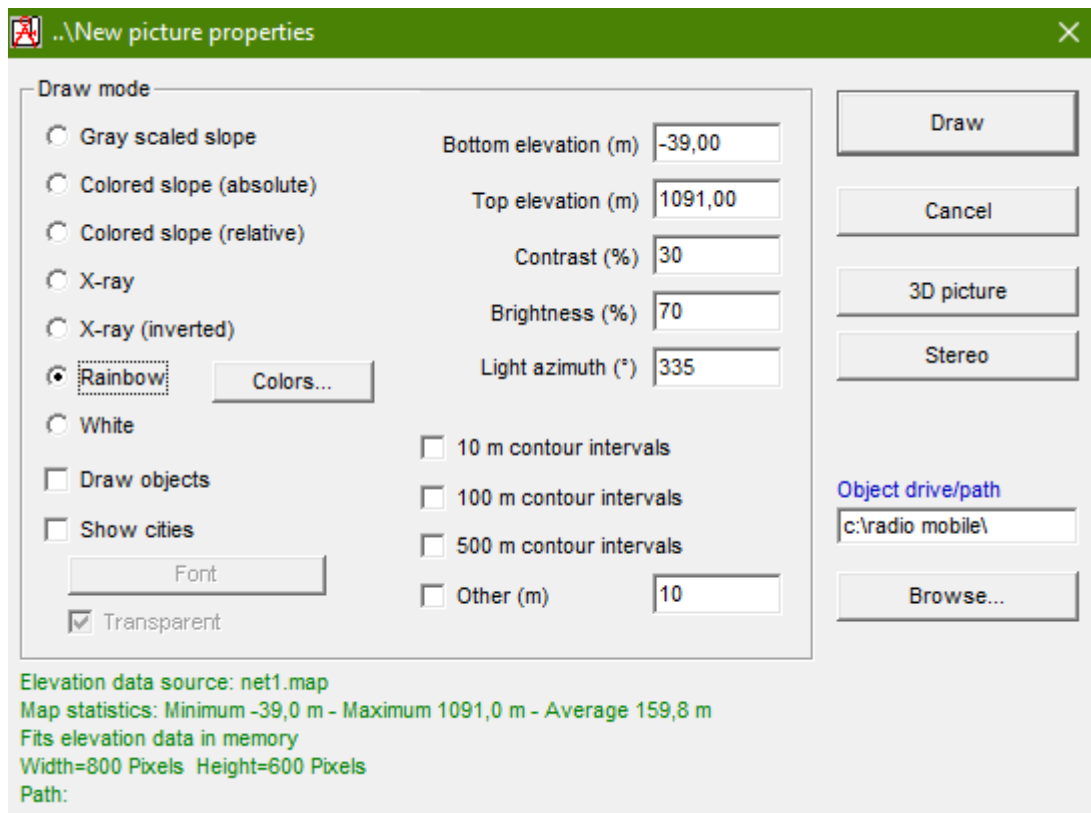 ..\New picture properties
Draw mode
Gray scaled slope
Colored slope (absolute)
Colored slope (relative)
X-ray
X-ray (inverted)
Rainbow
Colors...
White
Draw objects
Show cities
Font
Transparent
Bottom elevation (m) -39,00
Top elevation (m) 1091,00
Contrast (%) 30
Brightness (%) 70
Light azimuth (°) 335
10 m contour intervals
100 m contour intervals
500 m contour intervals
Other (m) 10
Draw
Cancel
3D picture
Stereo
Object drive/path
c:\radio mobile\
Browse...
Elevation data source: net1.map
Map statistics: Minimum -39,0 m - Maximum 1091,0 m - Average 159,8 m
Fits elevation data in memory
Width=800 Pixels  Height=600 Pixels
Path: